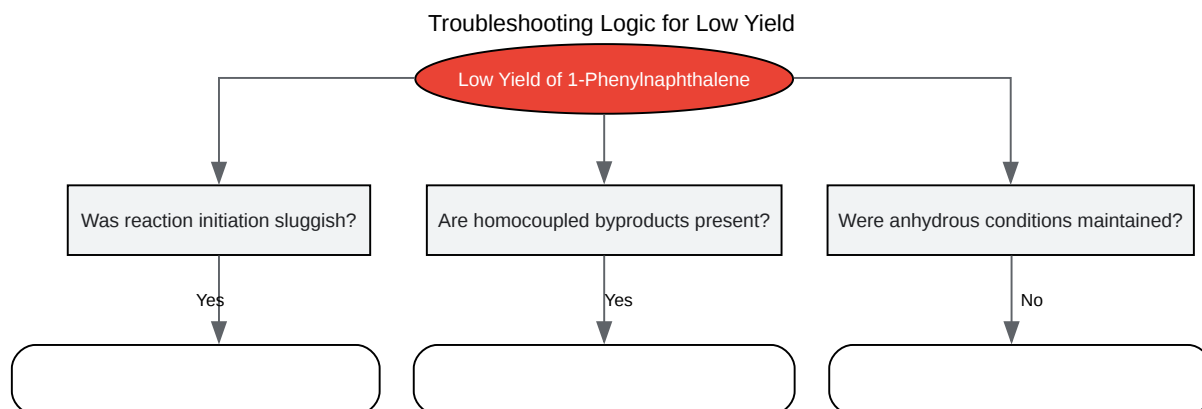 Troubleshooting Logic for Low Yield
Low Yield of 1-Phenylnaphthalene
Was reaction initiation sluggish?
Are homocoupled byproducts present?
Were anhydrous conditions maintained?
Yes
Yes
No